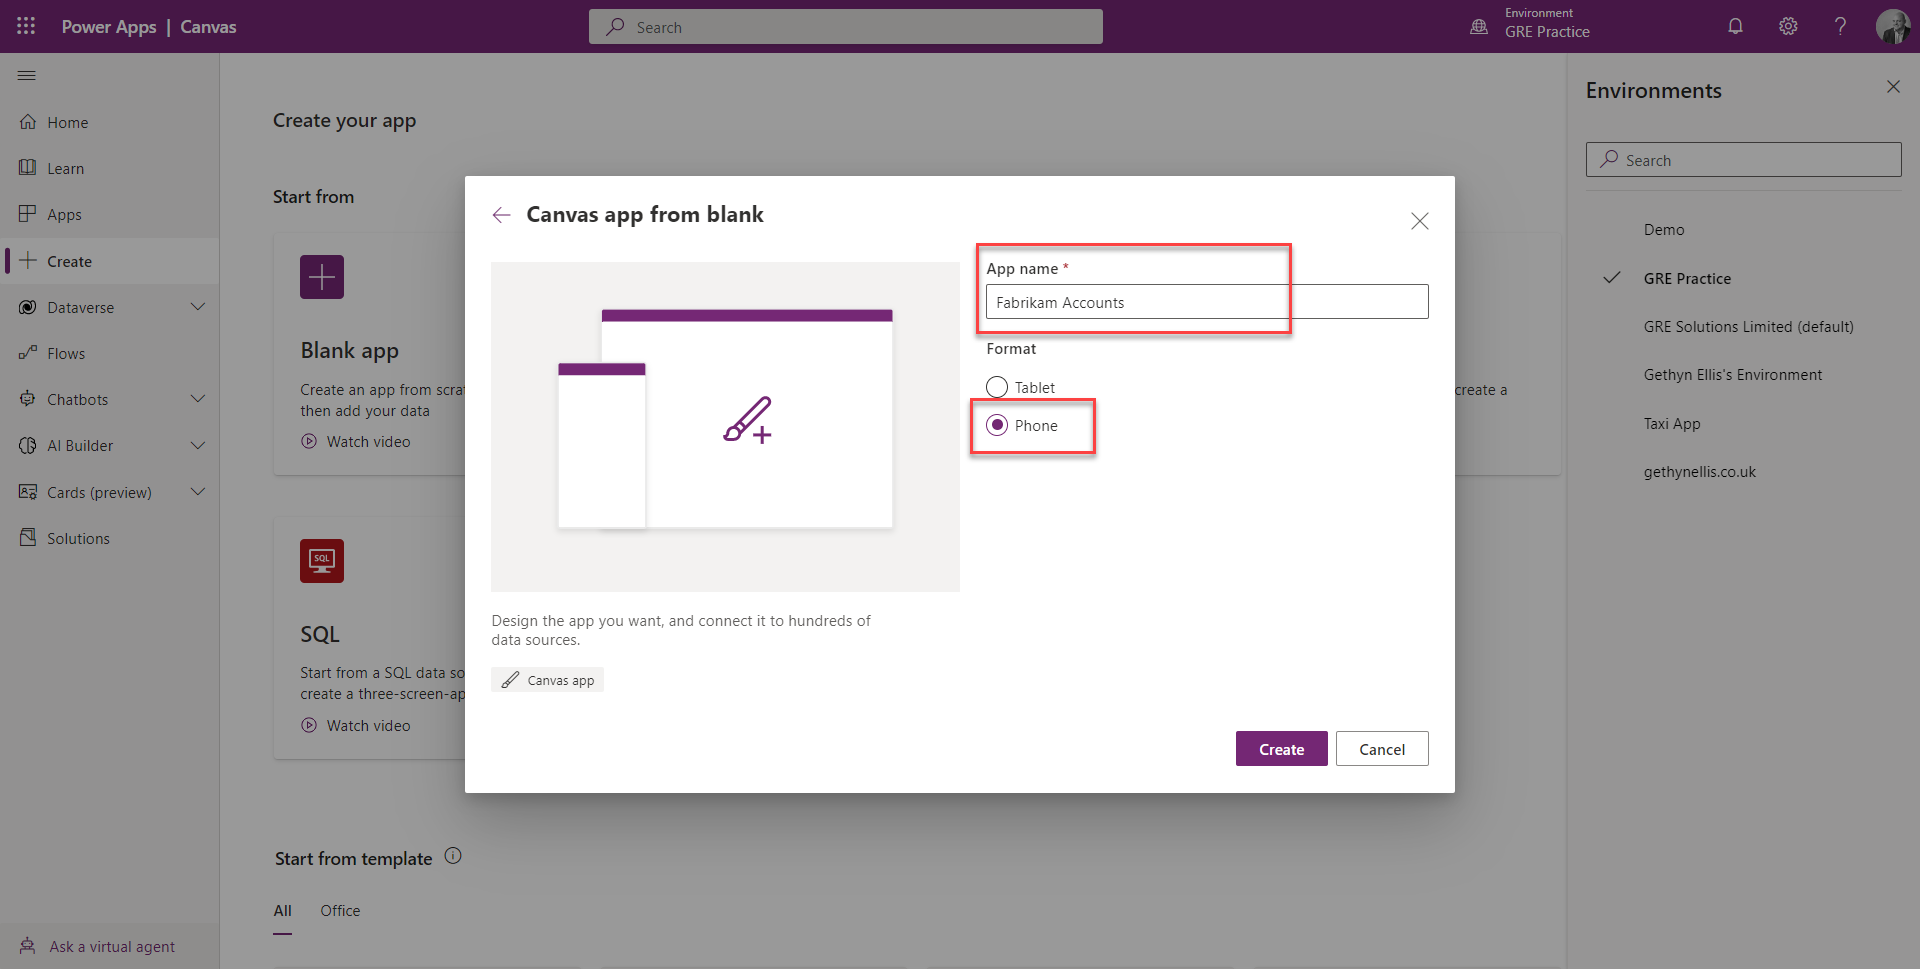 Power Apps | Canvas
Search
Environment
GRE Practice
Home
Learn
Apps
Create
Dataverse
Flows
Chatbots
AI Builder
Cards (preview)
Solutions
Ask a virtual agent
Create your app
Start from
Blank app
Create an app from
then add your data
Watch video
SQL
SQL
Start from a SQL data
create a three-screen-
Watch video
create a
Start from template
All
Office
Canvas app from blank
App name *
Fabrikam Accounts
Format
Tablet
Phone
Design the app you want, and connect it to hundreds of
data sources.
Canvas app
Create
Cancel
Environments
Search
Demo
GRE Practice
GRE Solutions Limited (default)
Gethyn Ellis's Environment
Taxi App
gethynellis.co.uk